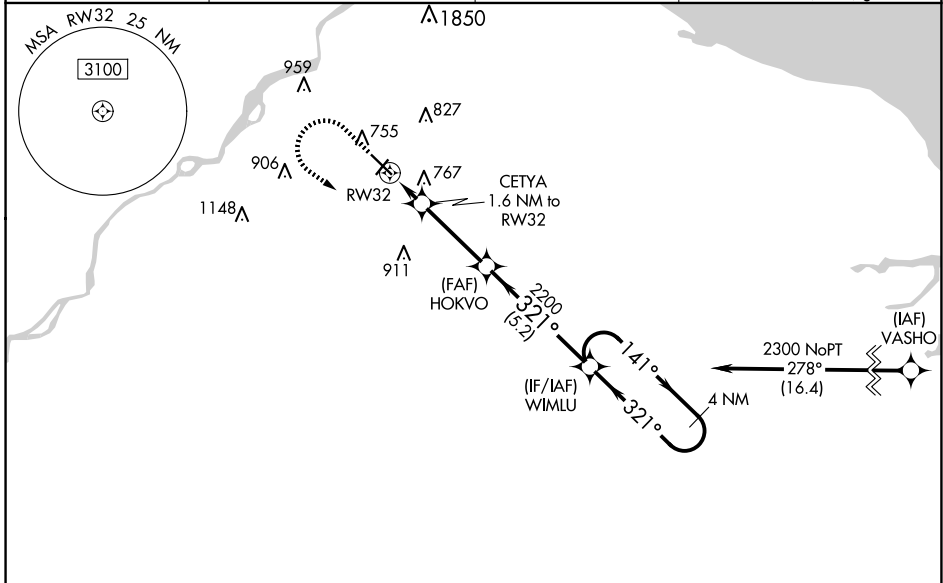 MSA RW32 25 NM
3100
1850
959
827
755
906
767
RW32
1148
CETYA
1.6 NM to
RW32
911
(FAF)
HOKVO
2200
321°
(5.2)
(IAF)
VASHO
2300 NoPT
278°
(16.4)
141°
(IF/IAF)
WIMLU
4 NM
321°